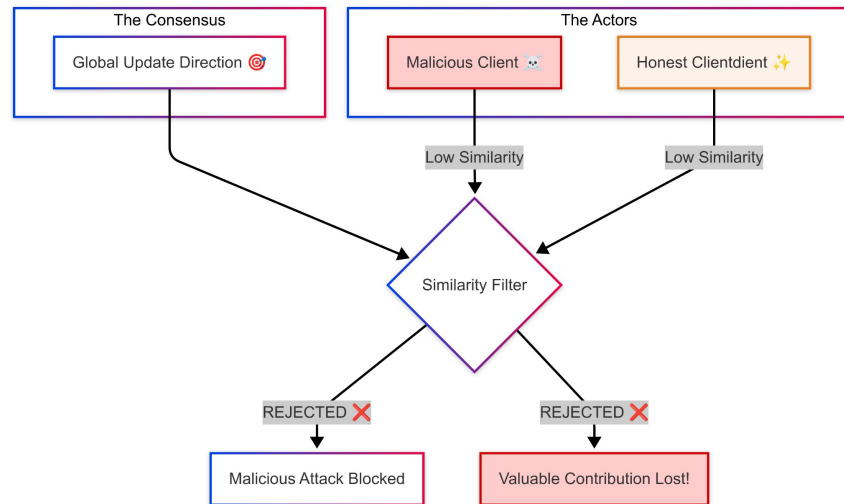 The Consensus
The Actors
Global Update Direction 🎯
Malicious Client ☠️
Honest Clientdient ✨
Low Similarity
Low Similarity
Similarity Filter
REJECTED ❌
REJECTED ❌
Malicious Attack Blocked
Valuable Contribution Lost!